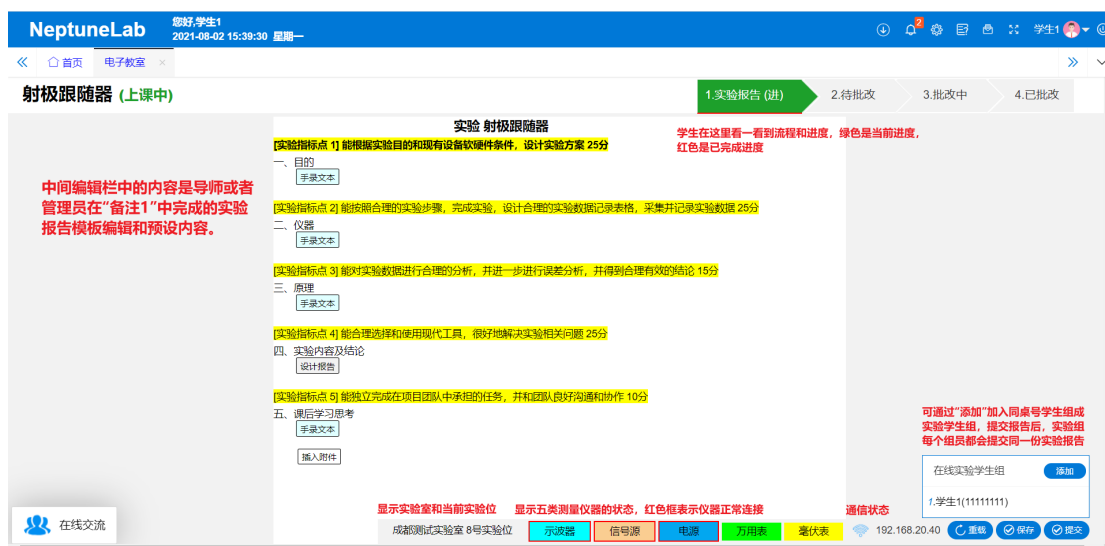 NeptuneLab
您好,学生1
2021-08-02 15:39:30 星期一
2
学生1
首页
电子教室 ×
射极跟随器 (上课中)
1.实验报告 (进)
2.待批改
3.批改中
4.已批改
实验 射极跟随器
学生在这里看一看到流程和进度，绿色是当前进度，
红色是已完成进度
[实验指标点 1] 能根据实验目的和现有设备软硬件条件，设计实验方案 25分
一、目的
手录文本
中间编辑栏中的内容是导师或者
管理员在“备注1”中完成的实验
报告模板编辑和预设内容。
[实验指标点 2] 能按照合理的实验步骤，完成实验，设计合理的实验数据记录表格，采集并记录实验数据 25分
二、仪器
手录文本
[实验指标点 3] 能对实验数据进行合理的分析，并进一步进行误差分析，并得到合理有效的结论 15分
三、原理
手录文本
[实验指标点 4] 能合理选择和使用现代工具，很好地解决实验相关问题 25分
四、实验内容及结论
设计报告
[实验指标点 5] 能独立完成在项目团队中承担的任务，并和团队良好沟通和协作 10分
五、课后学习思考
手录文本
插入附件
可通过“添加”加入同桌号学生组成
实验学生组，提交报告后，实验组
每个组员都会提交同一份实验报告
在线实验学生组
添加
1.学生1(11111111)
显示实验室和当前实验位
显示五类测量仪器的状态，红色框表示仪器正常连接
通信状态
在线交流
成都测试实验室 8号实验位
示波器
信号源
电源
万用表
毫伏表
192.168.20.40
重载
保存
提交